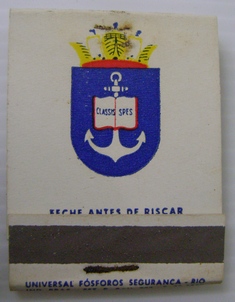 CLASSIS SPES
FECHE ANTES DE RISCAR
UNIVERSAL FÓSFOROS SEGURANÇA - RIO